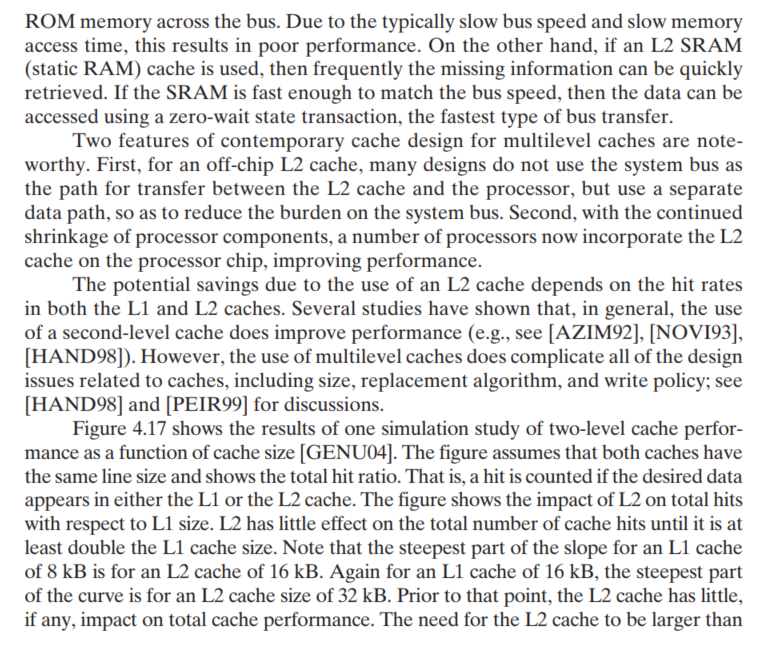 ROM memory across the bus. Due to the typically slow bus speed and slow memory
access time, this results in poor performance. On the other hand, if an L2 SRAM
(static RAM) cache is used, then frequently the missing information can be quickly
retrieved. If the SRAM is fast enough to match the bus speed, then the data can be
accessed using a zero-wait state transaction, the fastest type of bus transfer.
Two features of contemporary cache design for multilevel caches are note-
worthy. First, for an off-chip L2 cache, many designs do not use the system bus as
the path for transfer between the L2 cache and the processor, but use a separate
data path, so as to reduce the burden on the system bus. Second, with the continued
shrinkage of processor components, a number of processors now incorporate the L2
cache on the processor chip, improving performance.
The potential savings due to the use of an L2 cache depends on the hit rates
in both the L1 and L2 caches. Several studies have shown that, in general, the use
of a second-level cache does improve performance (e.g., see [AZIM92], [NOVI93],
[HAND98]). However, the use of multilevel caches does complicate all of the design
issues related to caches, including size, replacement algorithm, and write policy; see
[HAND98] and [PEIR99] for discussions.
Figure 4.17 shows the results of one simulation study of two-level cache perfor-
mance as a function of cache size [GENU04]. The figure assumes that both caches have
the same line size and shows the total hit ratio. That is, a hit is counted if the desired data
appears in either the L1 or the L2 cache. The figure shows the impact of L2 on total hits
with respect to L1 size. L2 has little effect on the total number of cache hits until it is at
least double the L1 cache size. Note that the steepest part of the slope for an L1 cache
of 8 kB is for an L2 cache of 16 kB. Again for an L1 cache of 16 kB, the steepest part
of the curve is for an L2 cache size of 32 kB. Prior to that point, the L2 cache has little,
if any, impact on total cache performance. The need for the L2 cache to be larger than